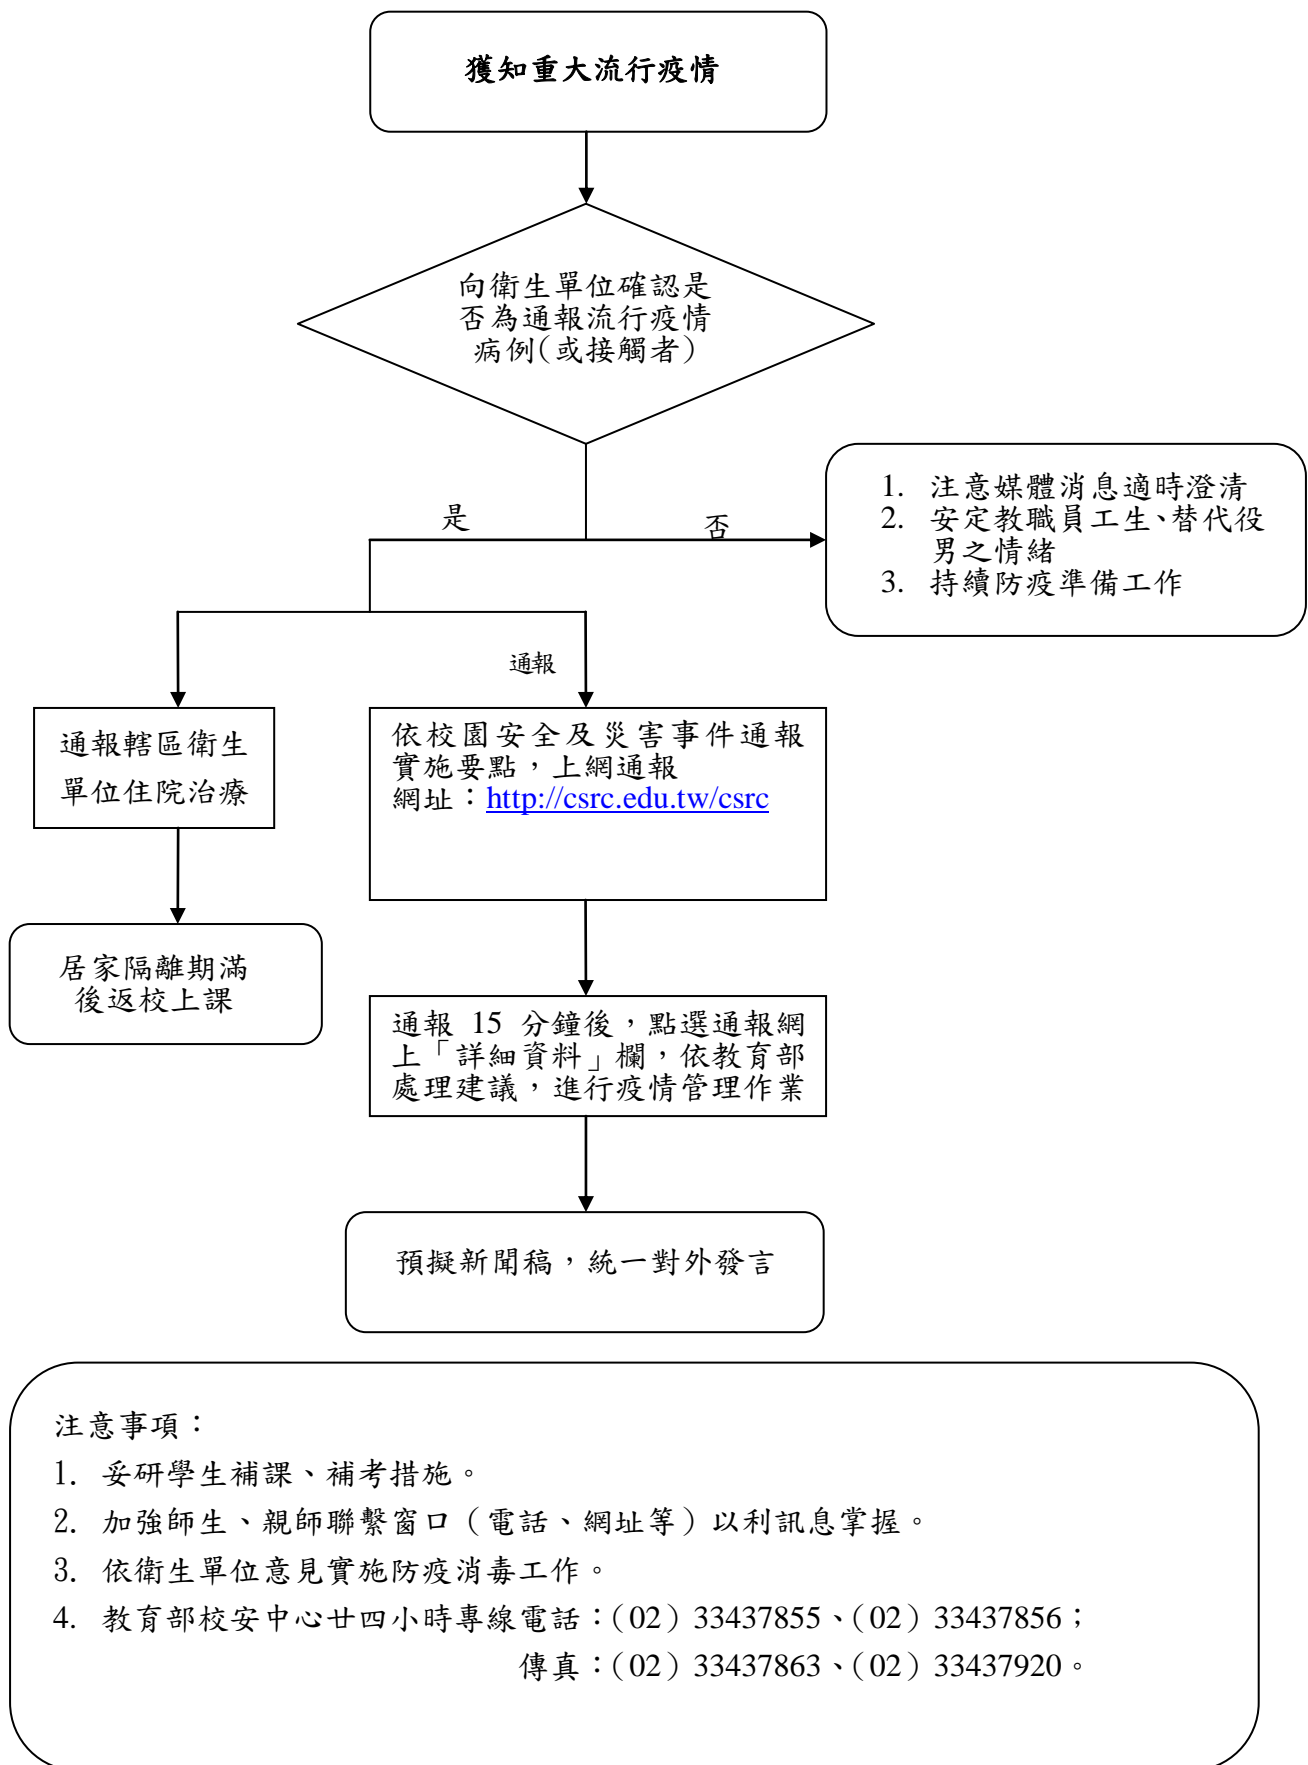 獲知重大流行疫情
向衛生單位確認是
否為通報流行疫情
病例(或接觸者)
是
否
1. 注意媒體消息適時澄清
2. 安定教職員工生、替代役
男之情緒
3. 持續防疫準備工作
通報
通報轄區衛生
單位住院治療
依校園安全及災害事件通報
實施要點，上網通報
網址：http://csrc.edu.tw/csrc
居家隔離期滿
後返校上課
通報 15 分鐘後，點選通報網
上「詳細資料」欄，依教育部
處理建議，進行疫情管理作業
預擬新聞稿，統一對外發言
注意事項：
1. 妥研學生補課、補考措施。
2. 加強師生、親師聯繫窗口（電話、網址等）以利訊息掌握。
3. 依衛生單位意見實施防疫消毒工作。
4. 教育部校安中心廿四小時專線電話：（02）33437855、（02）33437856；
傳真：（02）33437863、（02）33437920。